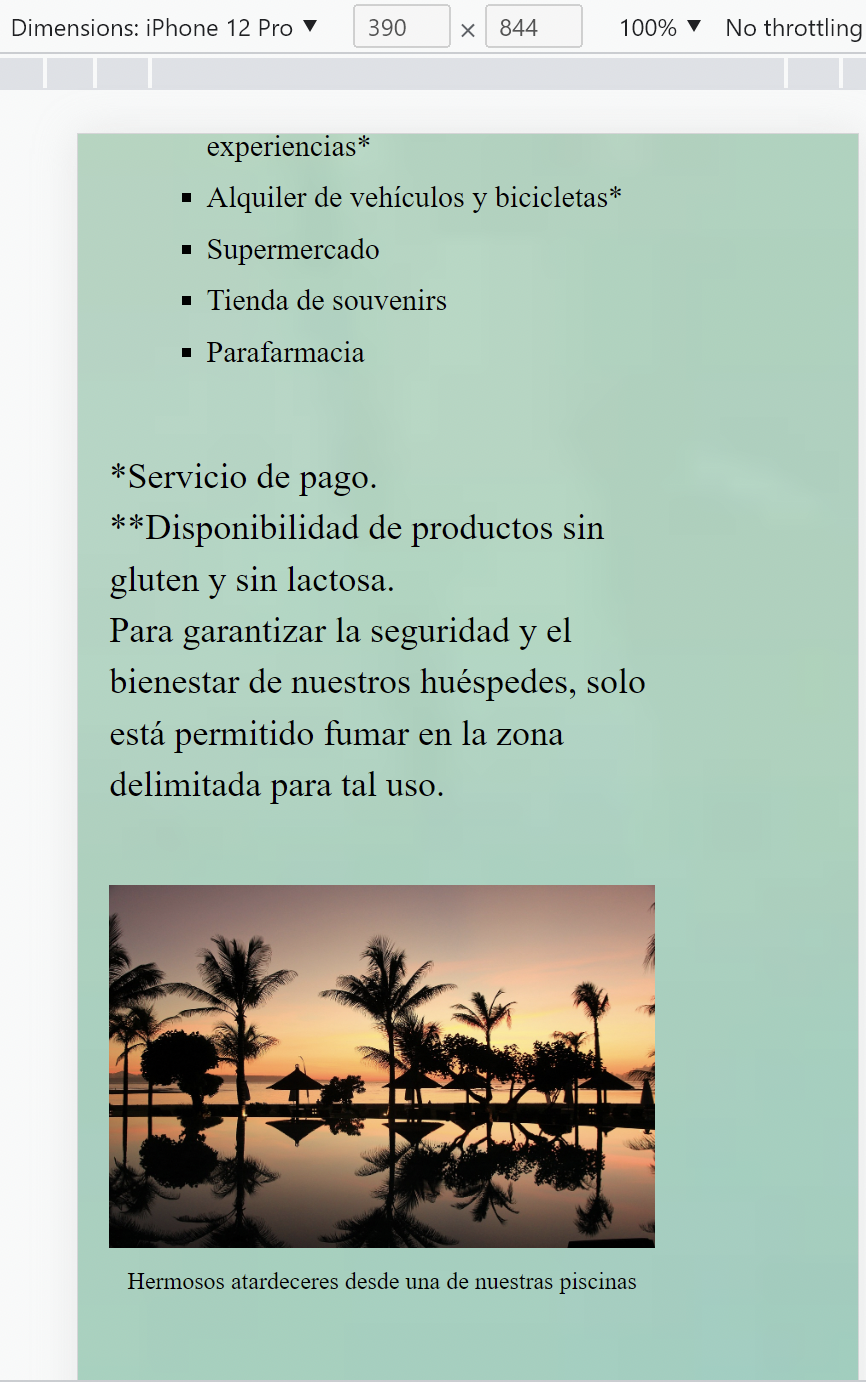 Dimensions: iPhone 12 Pro ▼ 390 × 844 100% ▼ No throttling
experiencias*
▪ Alquiler de vehículos y bicicletas*
▪ Supermercado
▪ Tienda de souvenirs
▪ Parafarmacia
*Servicio de pago.
**Disponibilidad de productos sin
gluten y sin lactosa.
Para garantizar la seguridad y el
bienestar de nuestros huéspedes, solo
está permitido fumar en la zona
delimitada para tal uso.
Hermosos atardeceres desde una de nuestras piscinas